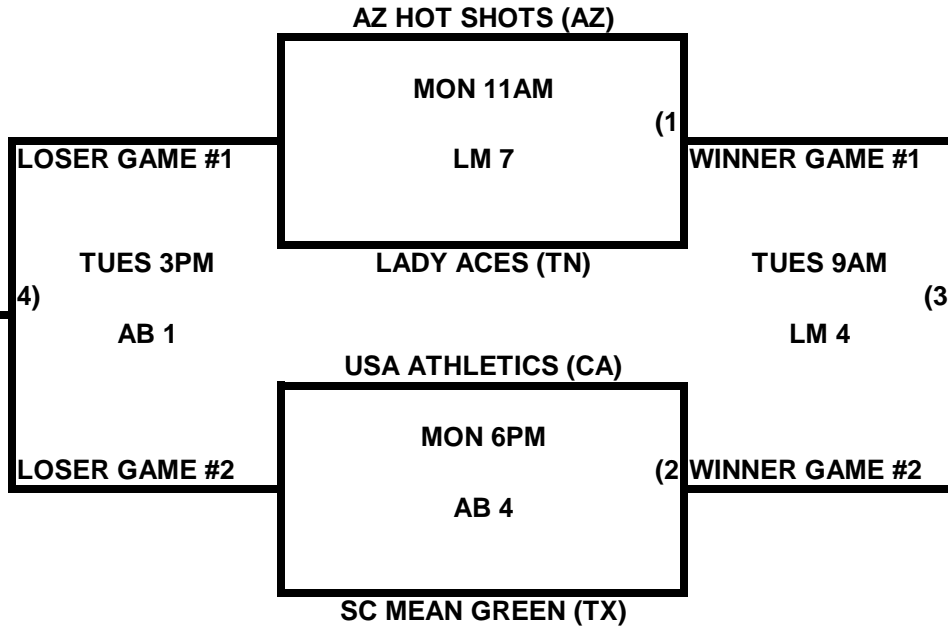 AZ HOT SHOTS (AZ)
MON 11AM
(1
LOSER GAME #1
LM 7
WINNER GAME #1
TUES 3PM
LADY ACES (TN)
TUES 9AM
4)
(3
AB 1
LM 4
USA ATHLETICS (CA)
MON 6PM
LOSER GAME #2
(2
WINNER GAME #2
AB 4
SC MEAN GREEN (TX)